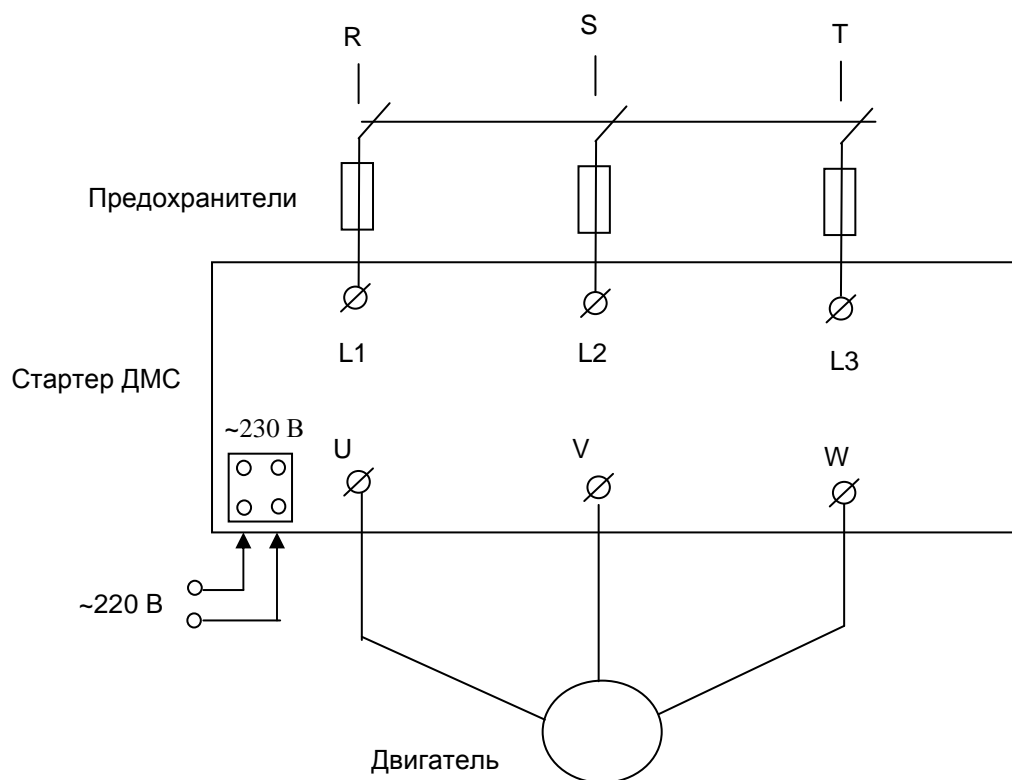 R
S
T
Предохранители
L1
L2
L3
Стартер ДМС
~230 В
U
V
W
~220 В
Двигатель